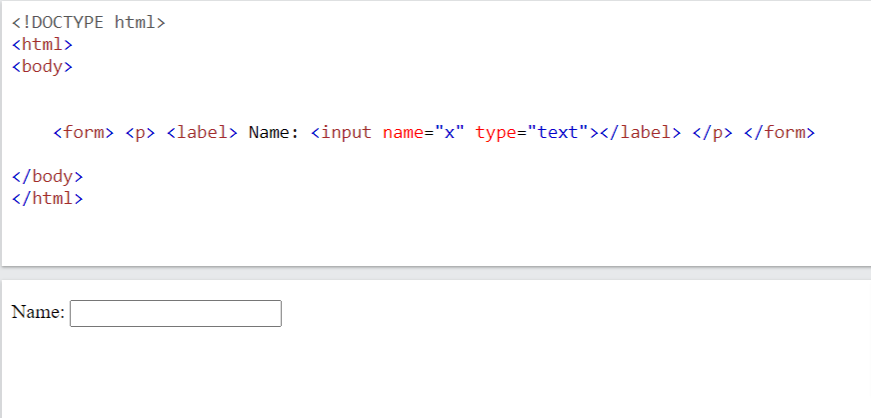 <!DOCTYPE html>
<html>
<body>
<form> <p> <label> Name: <input name="x" type="text"></label> </p> </form>
</body>
</html>
Name: